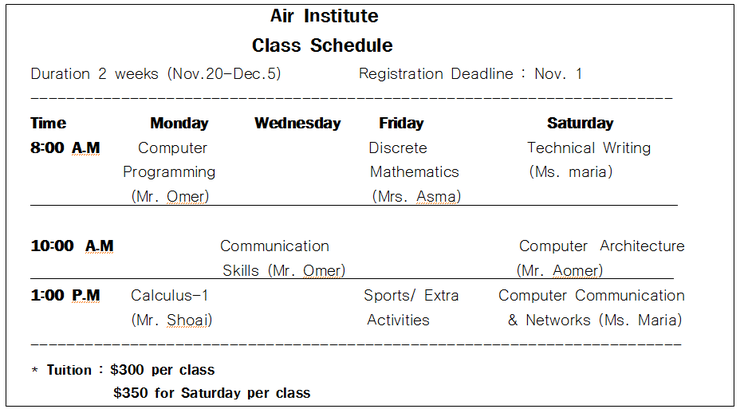 Air Institute
Class Schedule
Duration 2 weeks (Nov.20-Dec.5) Registration Deadline : Nov. 1
Time Monday Wednesday Friday Saturday
8:00 A.M Computer Discrete Technical Writing
Programming Mathematics (Ms. maria)
(Mr. Omer) (Mrs. Asma)
10:00 A.M Communication Computer Architecture
Skills (Mr. Omer) (Mr. Aomer)
1:00 P.M Calculus-1 Sports/ Extra Computer Communication
(Mr. Shoai) Activities & Networks (Ms. Maria)
* Tuition : $300 per class
$350 for Saturday per class